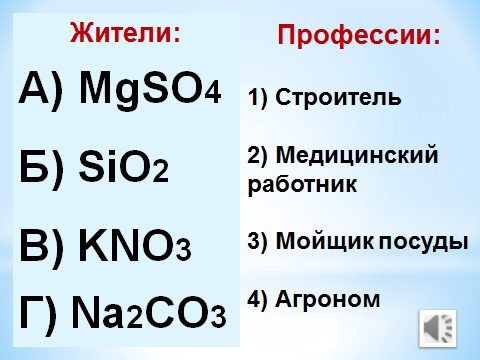 Жители:
А) MgSO4
Б) SiO2
В) KNO3
Г) Na2CO3
Профессии:
1) Строитель
2) Медицинский
работник
3) Мойщик посуды
4) Агроном